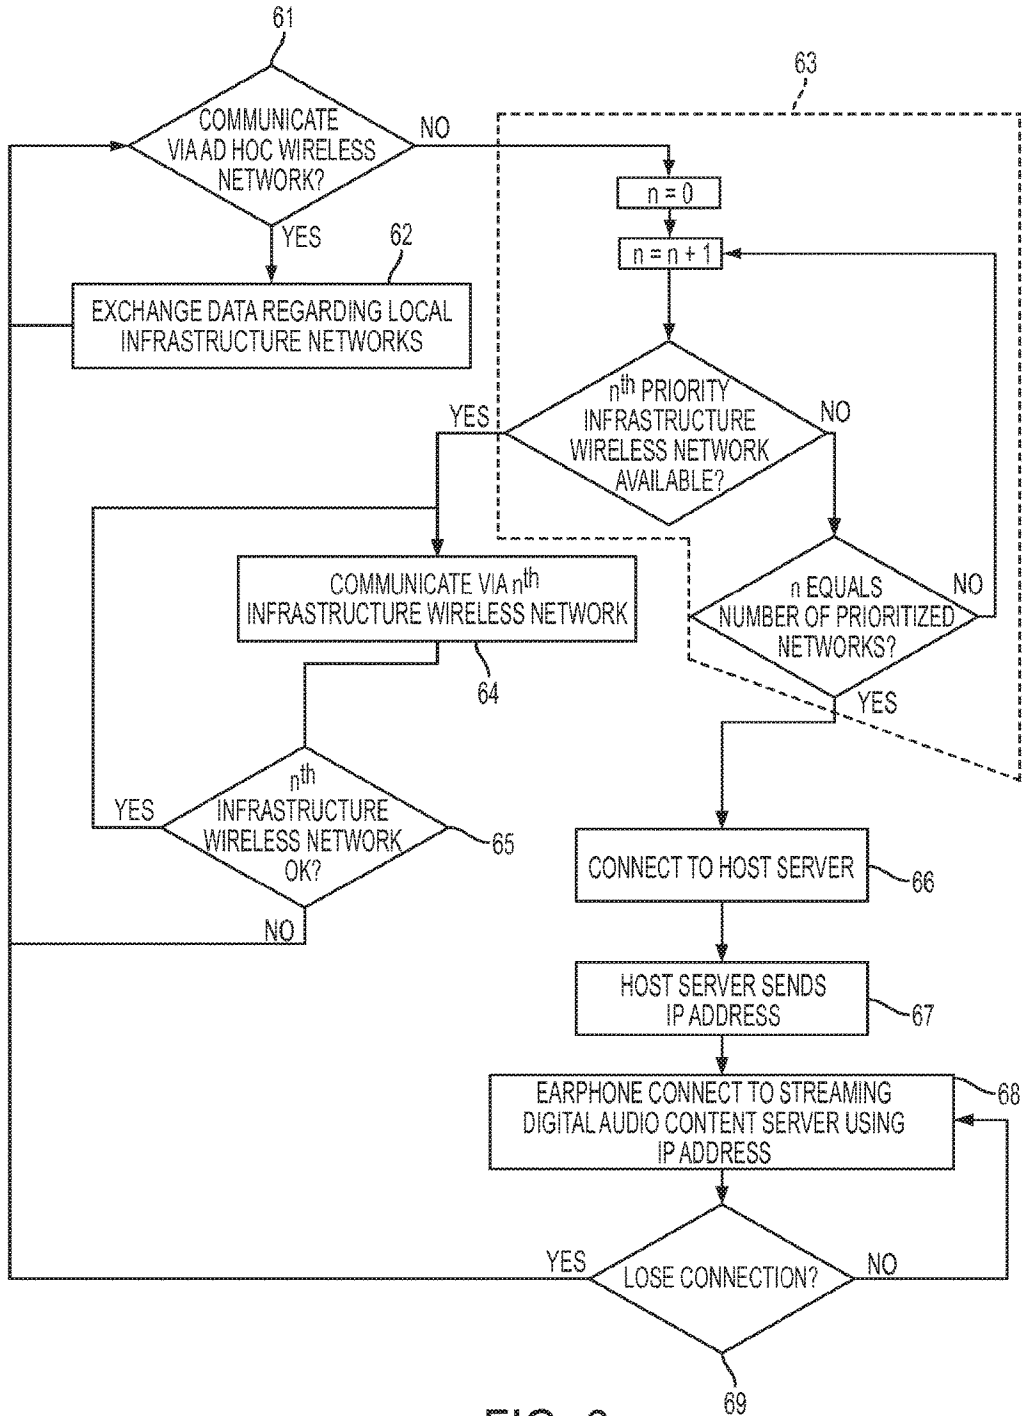 61
COMMUNICATE
VIA AD HOC WIRELESS
NETWORK?
NO
YES
62
EXCHANGE DATA REGARDING LOCAL
INFRASTRUCTURE NETWORKS
63
n = 0
n = n + 1
nth PRIORITY
INFRASTRUCTURE
WIRELESS NETWORK
AVAILABLE?
YES
NO
n EQUALS
NUMBER OF PRIORITIZED
NETWORKS?
NO
YES
COMMUNICATE VIA nth
INFRASTRUCTURE WIRELESS NETWORK
64
nth
INFRASTRUCTURE
WIRELESS NETWORK
OK?
YES
65
NO
CONNECT TO HOST SERVER
66
HOST SERVER SENDS
IP ADDRESS
67
EARPHONE CONNECT TO STREAMING
DIGITAL AUDIO CONTENT SERVER USING
IP ADDRESS
68
LOSE CONNECTION?
YES
NO
69